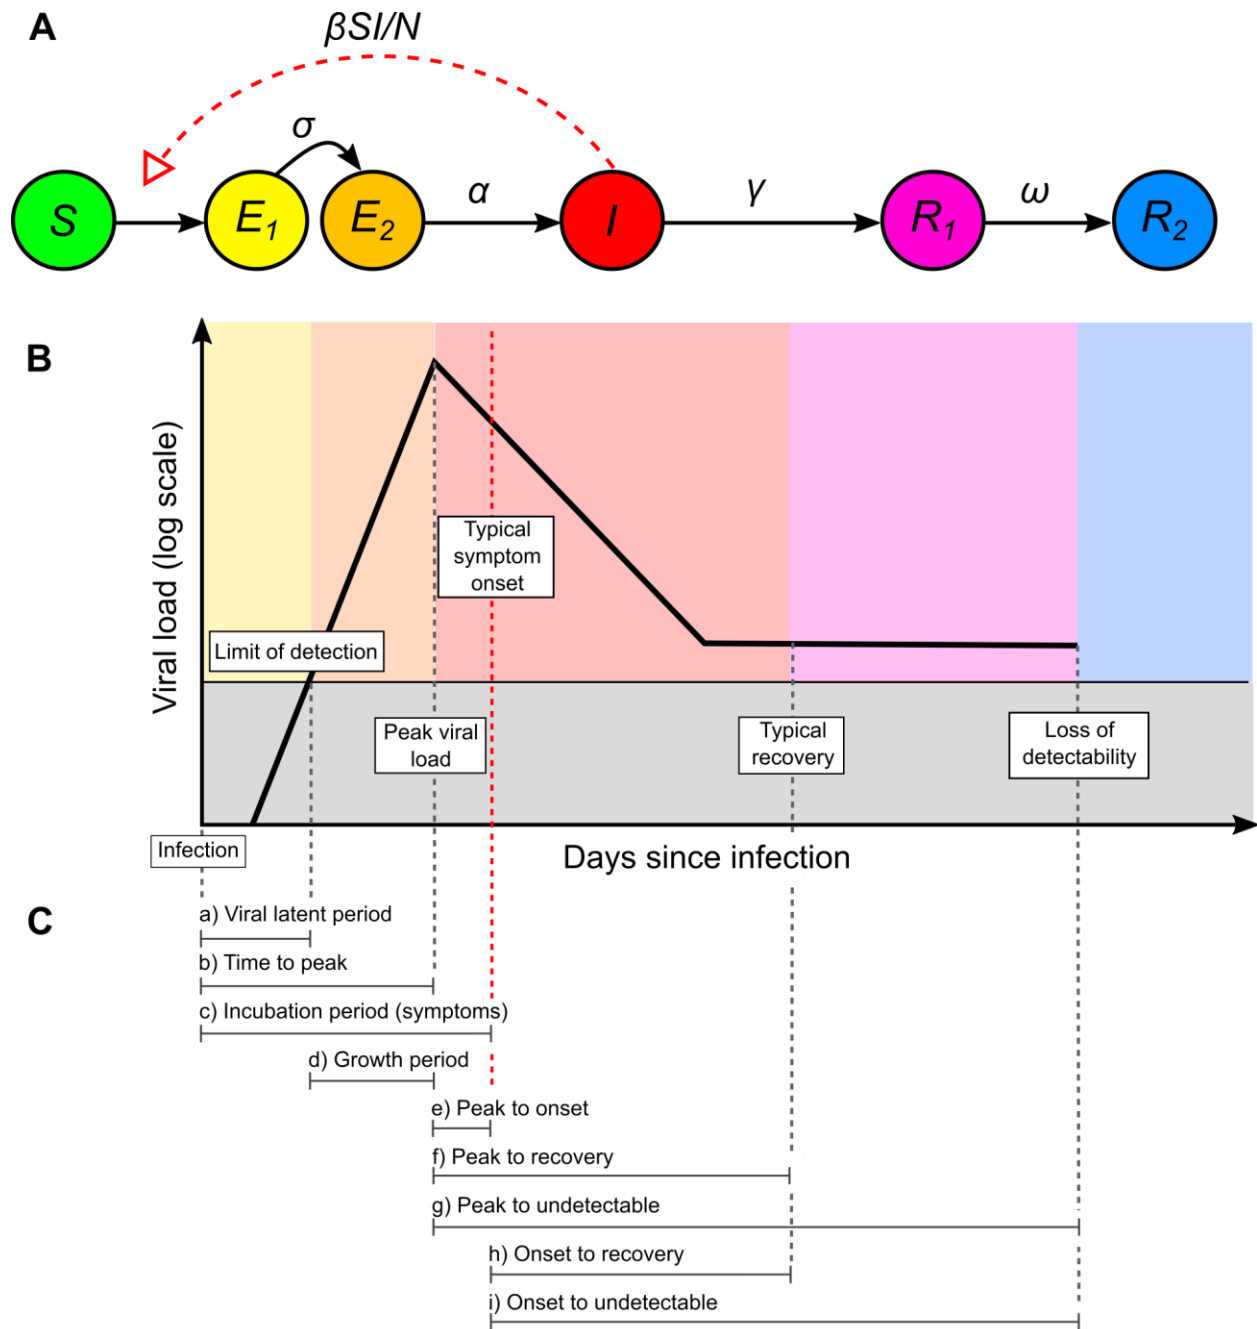 A
βSI/N
σ
S
E1
E2
α
I
γ
R1
ω
R2
B
Viral load (log scale)
Typical
symptom
onset
Limit of detection
Peak viral
load
Typical
recovery
Loss of
detectability
Infection
Days since infection
C
a) Viral latent period
b) Time to peak
c) Incubation period (symptoms)
d) Growth period
e) Peak to onset
f) Peak to recovery
g) Peak to undetectable
h) Onset to recovery
i) Onset to undetectable